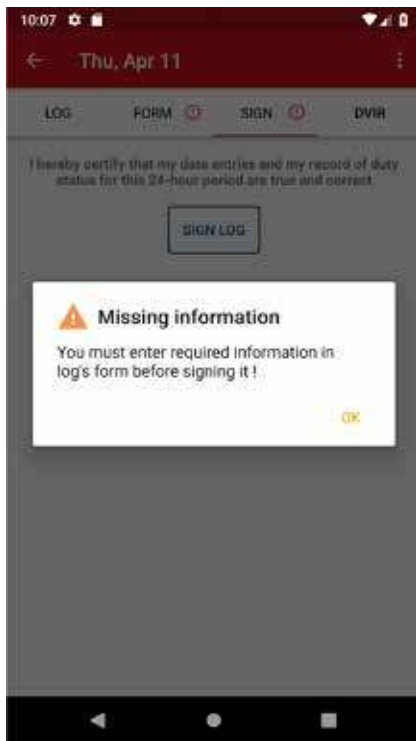 10:07
Thu, Apr 11
LOG FORM SIGN DVIR
I hereby certify that my data entries and my record of duty
status for this 24-hour period are true and correct
SIGN LOG
Missing information
You must enter required information in
log's form before signing it !
OK